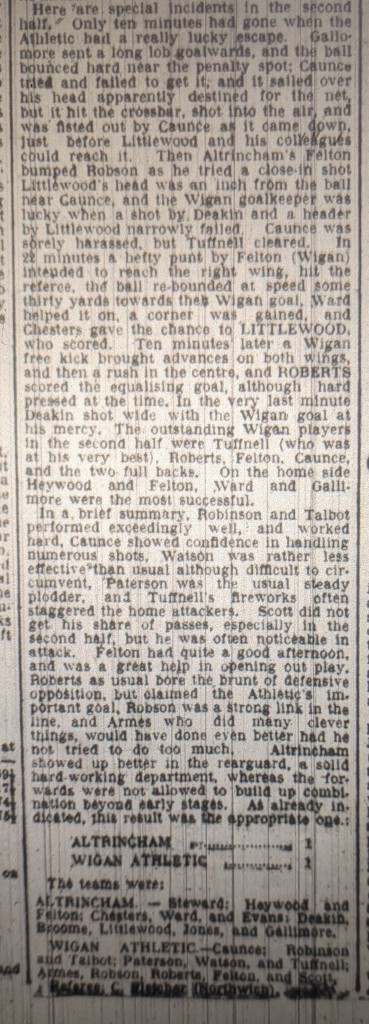 Here are special incidents in the second
half. Only ten minutes had gone when the
Athletic had a really lucky escape. Gallo-
more sent a long lob goalwards, and the ball
bounced hard near the penalty spot; Caunce
tried and failed to get it, and it sailed over
his head apparently destined for the net,
but it hit the crossbar, shot into the air, and
was fisted out by Caunce as it came down,
just before Littlewood and his colleagues
could reach it. Then Altrincham's Felton
bumped Robson as he tried a close-in shot
Littlewood's head was an inch from the ball
near Caunce, and the Wigan goalkeeper was
lucky when a shot by Deakin and a header
by Littlewood narrowly failed. Caunce was
sorely harassed, but Tuffnell cleared. In
22 minutes a hefty punt by Felton (Wigan)
intended to reach the right wing, hit the
referee, the ball re-bounded at speed some
thirty yards towards the Wigan goal, Ward
helped it on, a corner was gained, and
Chesters gave the chance to LITTLEWOOD,
who scored. Ten minutes later a Wigan
free kick brought advances on both wings,
and then a rush in the centre, and ROBERTS
scored the equalising goal, although hard
pressed at the time. In the very last minute
Deakin shot wide with the Wigan goal at
his mercy. The outstanding Wigan players
in the second half were Tuffnell (who was
at his very best), Roberts, Felton, Caunce,
and the two full backs. On the home side
Heywood and Felton, Ward and Galli-
more were the most successful.
In a brief summary, Robinson and Talbot
performed exceedingly well, and worked
hard, Caunce showed confidence in handling
numerous shots, Watson was rather less
effective than usual although difficult to cir-
cumvent, Paterson was the usual steady
plodder, and Tuffnell's fireworks often
staggered the home attackers. Scott did not
get his share of passes, especially in the
second half, but he was often noticeable in
attack. Felton had quite a good afternoon,
and was a great help in opening out play.
Roberts as usual bore the brunt of defensive
opposition, but claimed the Athletic's im-
portant goal, Robson was a strong link in the
line, and Armes who did many clever
things, would have done even better had he
not tried to do too much. Altrincham
showed up better in the rearguard, a solid
hard-working department, whereas the for-
wards were not allowed to build up combi-
nation beyond early stages. As already in-
dicated, this result was the appropriate one.:
ALTRINCHAM ............... 1
WIGAN ATHLETIC ............ 1
The teams were:
ALTRINCHAM. — Steward; Heywood and
Felton; Chesters, Ward, and Evans; Deakin,
Broome, Littlewood, Jones, and Gallimore.
WIGAN ATHLETIC.—Caunce; Robinson
and Talbot; Paterson, Watson, and Tuffnell;
Armes, Robson, Roberts, Felton, and Scott.
Referee: C. Fletcher (Northwich).